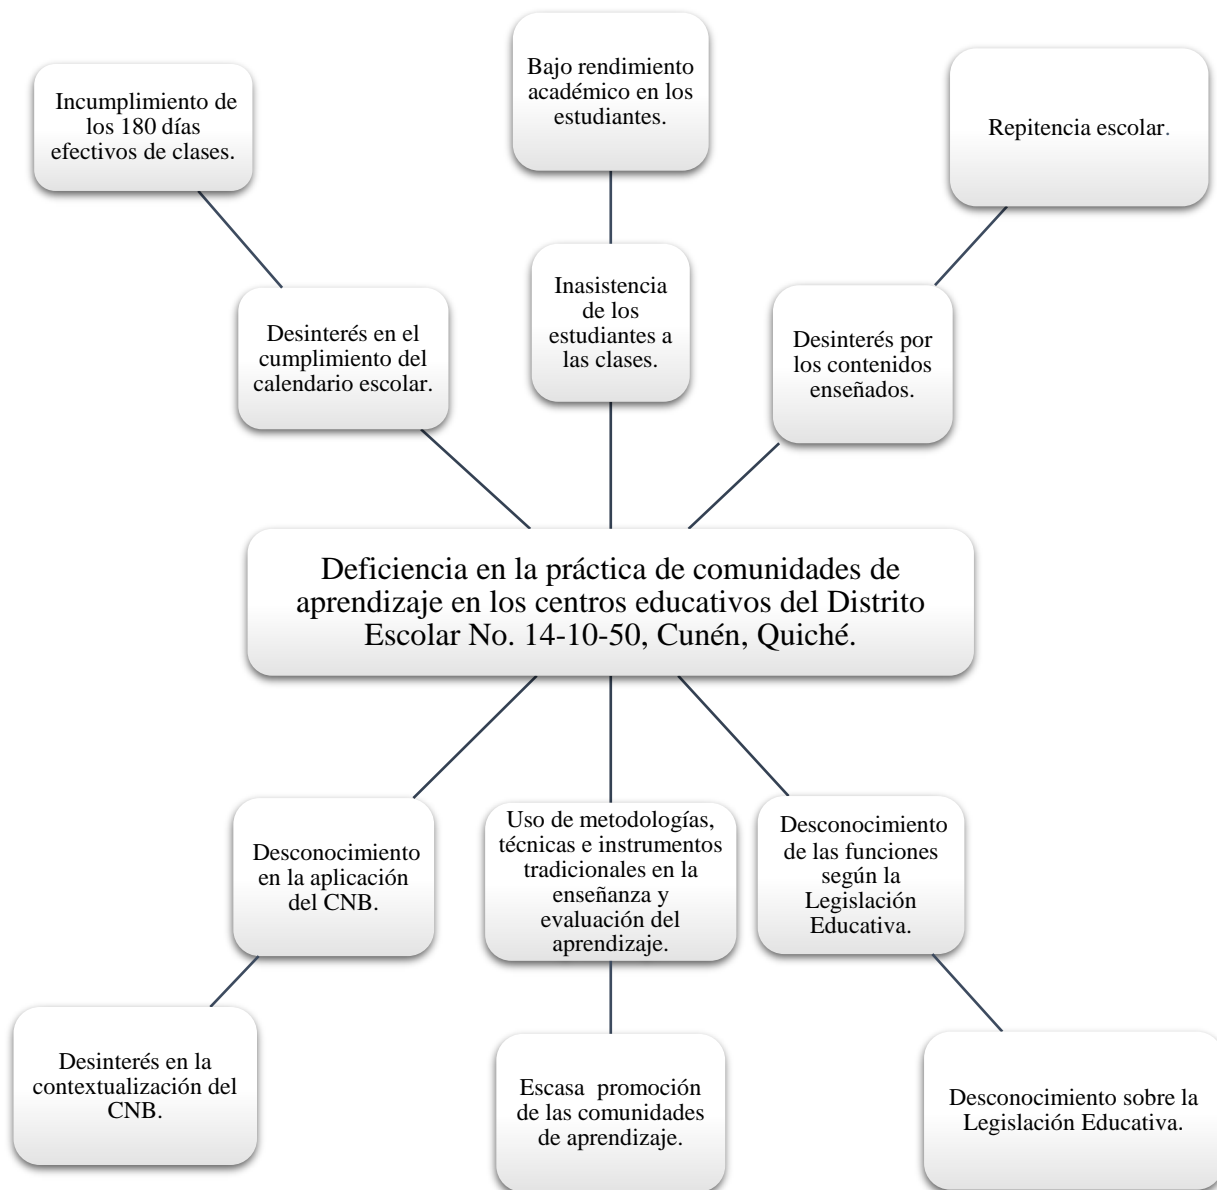 Bajo rendimiento
académico en los
estudiantes.
Incumplimiento de
los 180 días
efectivos de clases.
Repitencia escolar.
Inasistencia
de los
estudiantes a
las clases.
Desinterés en el
cumplimiento del
calendario escolar.
Desinterés por
los contenidos
enseñados.
Deficiencia en la práctica de comunidades de
aprendizaje en los centros educativos del Distrito
Escolar No. 14-10-50, Cunén, Quiché.
Desconocimiento
en la aplicación
del CNB.
Uso de metodologías,
técnicas e instrumentos
tradicionales en la
enseñanza y
evaluación del
aprendizaje.
Desconocimiento
de las funciones
según la
Legislación
Educativa.
Desinterés en la
contextualización del
CNB.
Escasa promoción
de las comunidades
de aprendizaje.
Desconocimiento sobre la
Legislación Educativa.